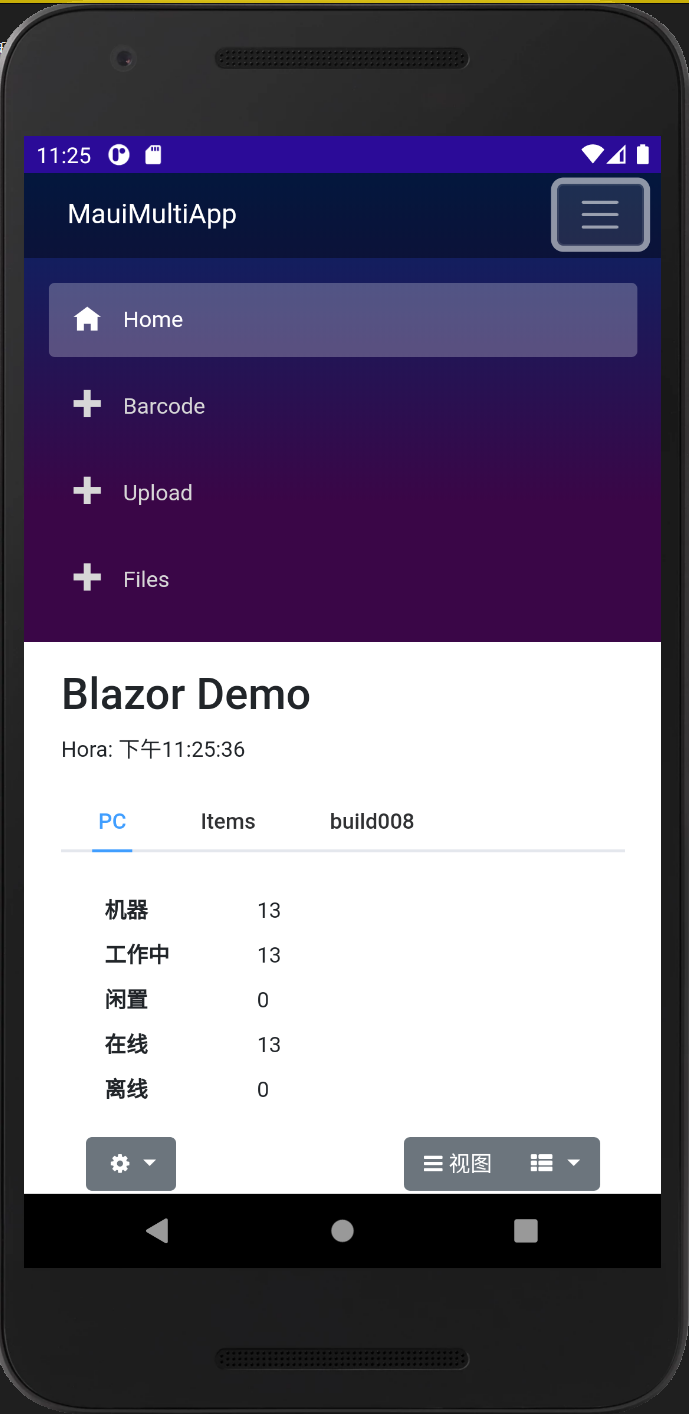 11:25
MauiMultiApp
Home
Barcode
Upload
Files
Blazor Demo
Hora: 下午11:25:36
PC Items build008
机器 13
工作中 13
闲置 0
在线 13
离线 0
视图